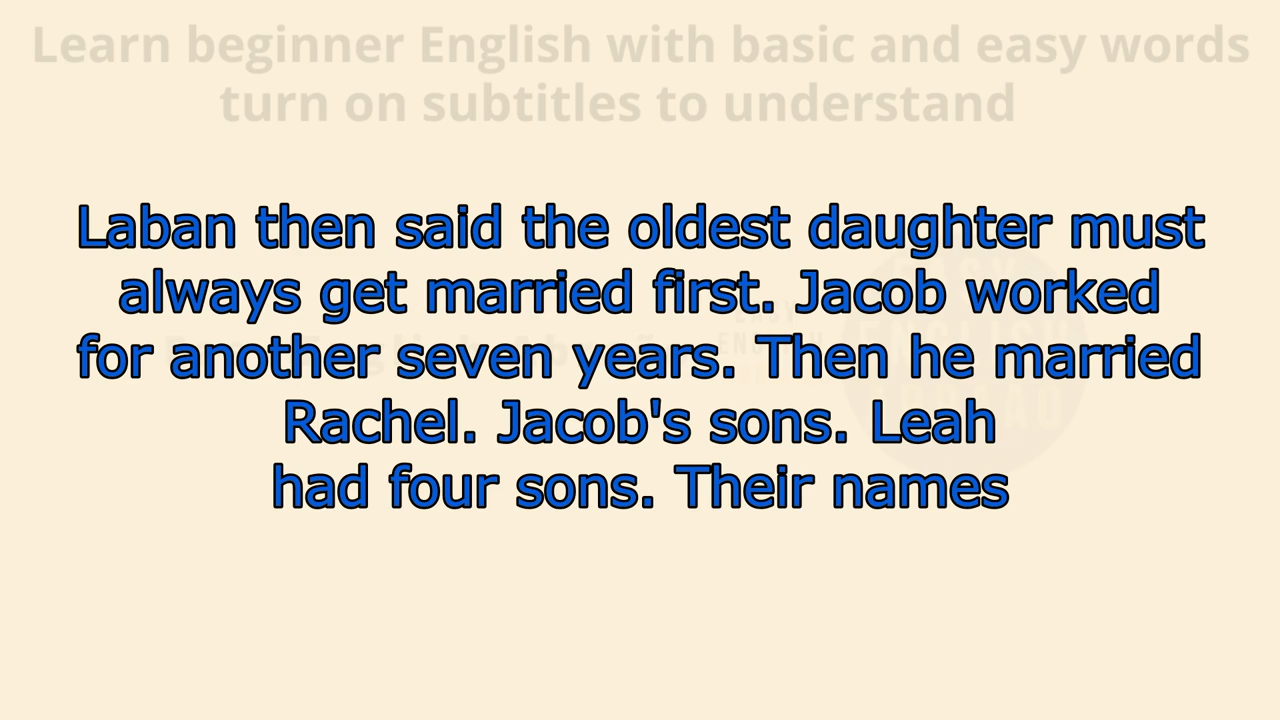 Learn beginner English with basic and easy words
turn on subtitles to understand
Laban then said the oldest daughter must
always get married first. Jacob worked
for another seven years. Then he married
Rachel. Jacob's sons. Leah
had four sons. Their names